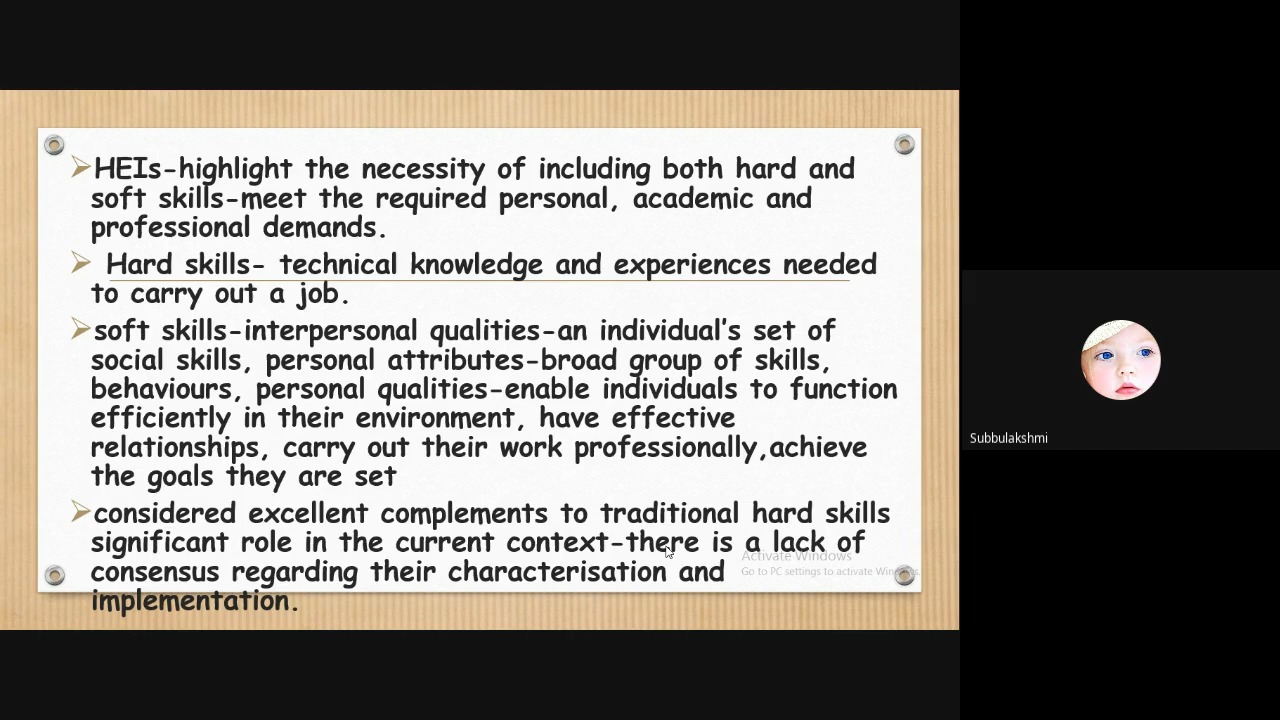 HEIs-highlight the necessity of including both hard and
soft skills-meet the required personal, academic and
professional demands.
Hard skills- technical knowledge and experiences needed
to carry out a job.
soft skills-interpersonal qualities-an individual's set of
social skills, personal attributes-broad group of skills,
behaviours, personal qualities-enable individuals to function
efficiently in their environment, have effective
relationships, carry out their work professionally,achieve
the goals they are set
considered excellent complements to traditional hard skills
significant role in the current context-there is a lack of
consensus regarding their characterisation and
implementation.
Activate Windows
Go to PC settings to activate Windows.
Subbulakshmi